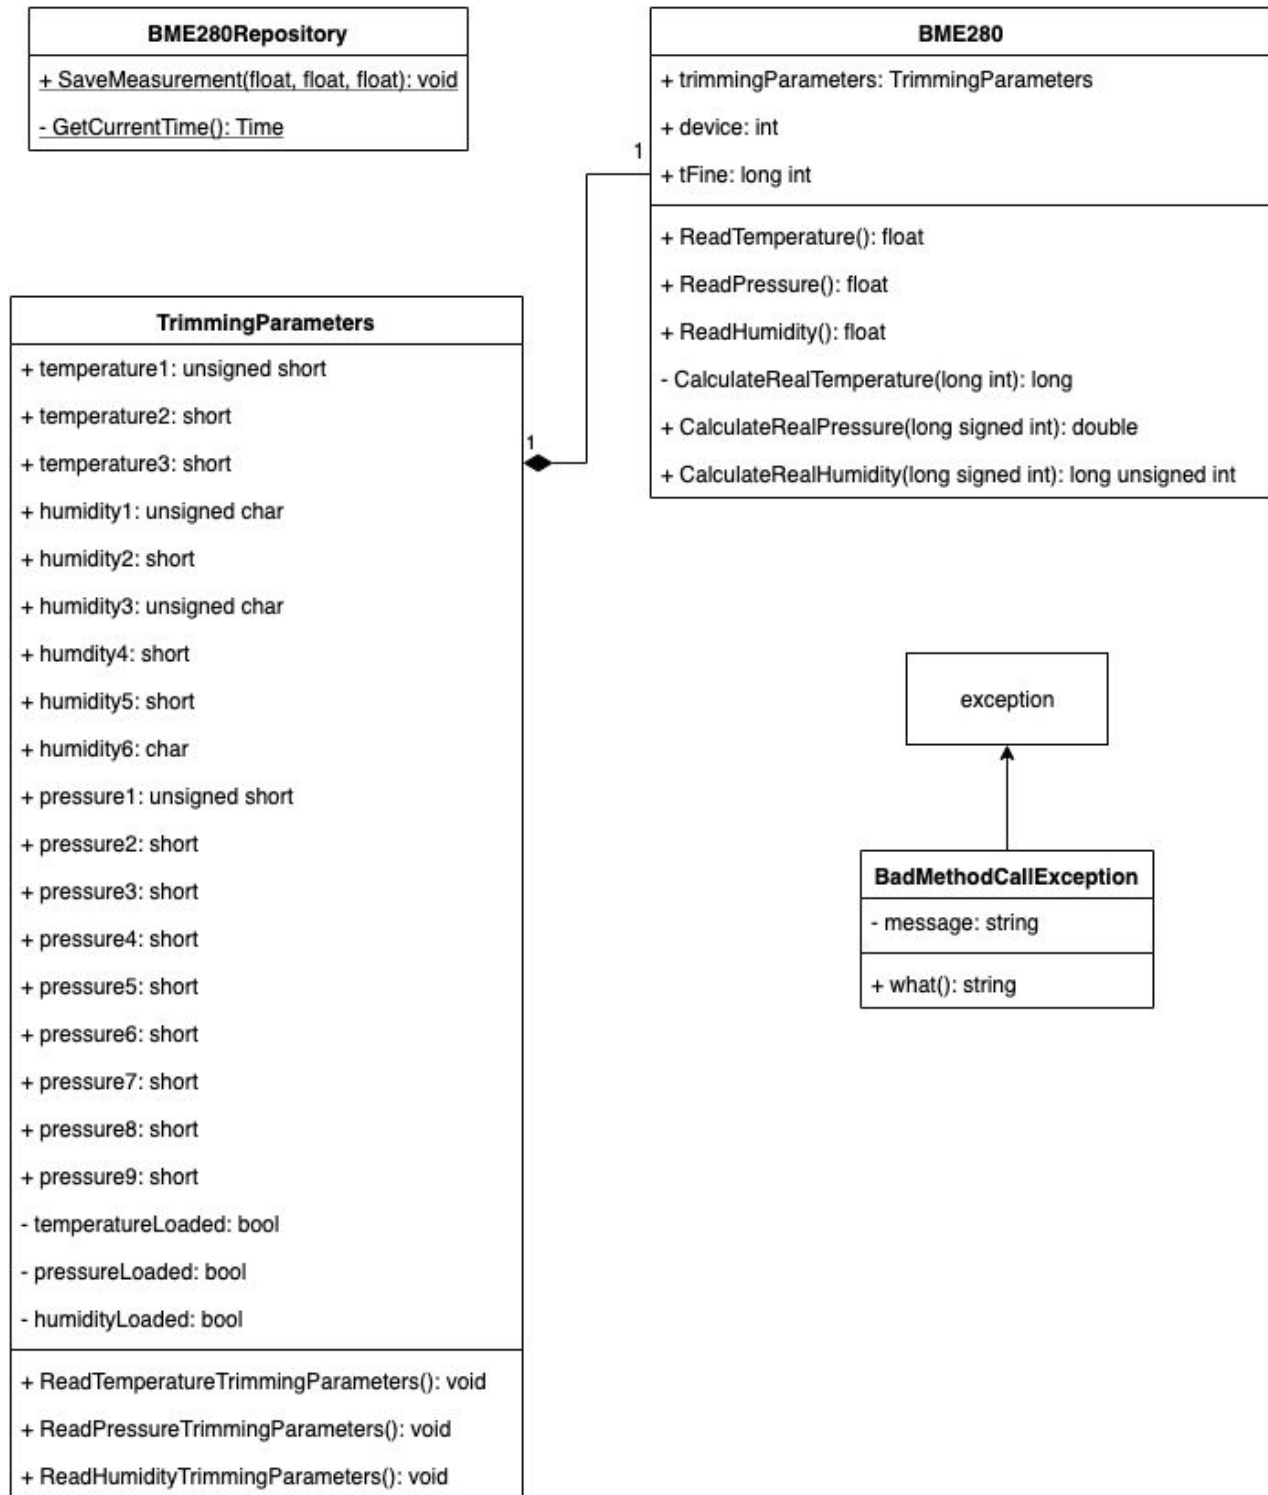 BME280Repository
+ SaveMeasurement(float, float, float): void
- GetCurrentTime(): Time
BME280
+ trimmingParameters: TrimmingParameters
+ device: int
+ tFine: long int
+ ReadTemperature(): float
+ ReadPressure(): float
+ ReadHumidity(): float
- CalculateRealTemperature(long int): long
+ CalculateRealPressure(long signed int): double
+ CalculateRealHumidity(long signed int): long unsigned int
1
1
TrimmingParameters
+ temperature1: unsigned short
+ temperature2: short
+ temperature3: short
+ humidity1: unsigned char
+ humidity2: short
+ humidity3: unsigned char
+ humdity4: short
+ humidity5: short
+ humidity6: char
+ pressure1: unsigned short
+ pressure2: short
+ pressure3: short
+ pressure4: short
+ pressure5: short
+ pressure6: short
+ pressure7: short
+ pressure8: short
+ pressure9: short
- temperatureLoaded: bool
- pressureLoaded: bool
- humidityLoaded: bool
+ ReadTemperatureTrimmingParameters(): void
+ ReadPressureTrimmingParameters(): void
+ ReadHumidityTrimmingParameters(): void
exception
BadMethodCallException
- message: string
+ what(): string